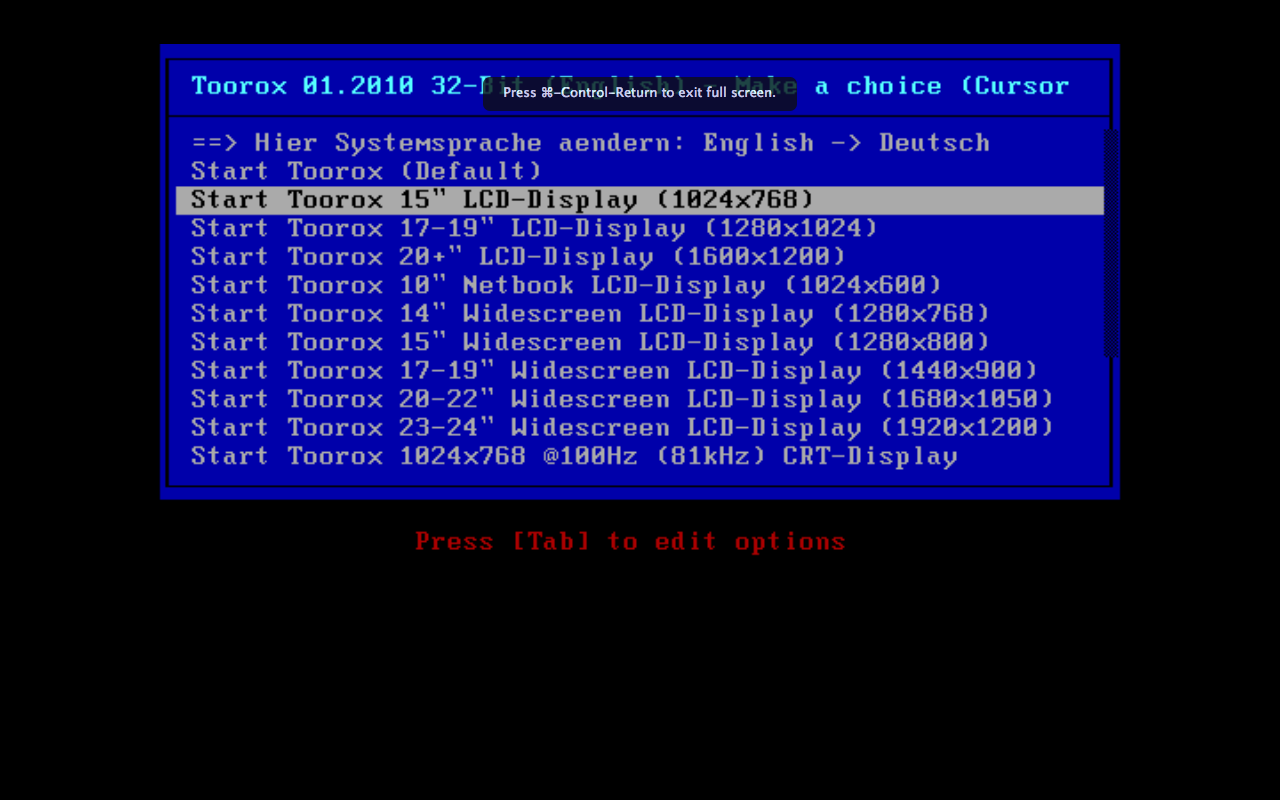 Toorox 01.2010 32-Bit (English) - Make a choice (Cursor
Press ⌘-Control-Return to exit full screen.
==> Hier Systemsprache aendern: English -> Deutsch
Start Toorox (Default)
Start Toorox 15" LCD-Display (1024x768)
Start Toorox 17-19" LCD-Display (1280x1024)
Start Toorox 20+" LCD-Display (1600x1200)
Start Toorox 10" Netbook LCD-Display (1024x600)
Start Toorox 14" Widescreen LCD-Display (1280x768)
Start Toorox 15" Widescreen LCD-Display (1280x800)
Start Toorox 17-19" Widescreen LCD-Display (1440x900)
Start Toorox 20-22" Widescreen LCD-Display (1680x1050)
Start Toorox 23-24" Widescreen LCD-Display (1920x1200)
Start Toorox 1024x768 @100Hz (81kHz) CRT-Display
Press [Tab] to edit options